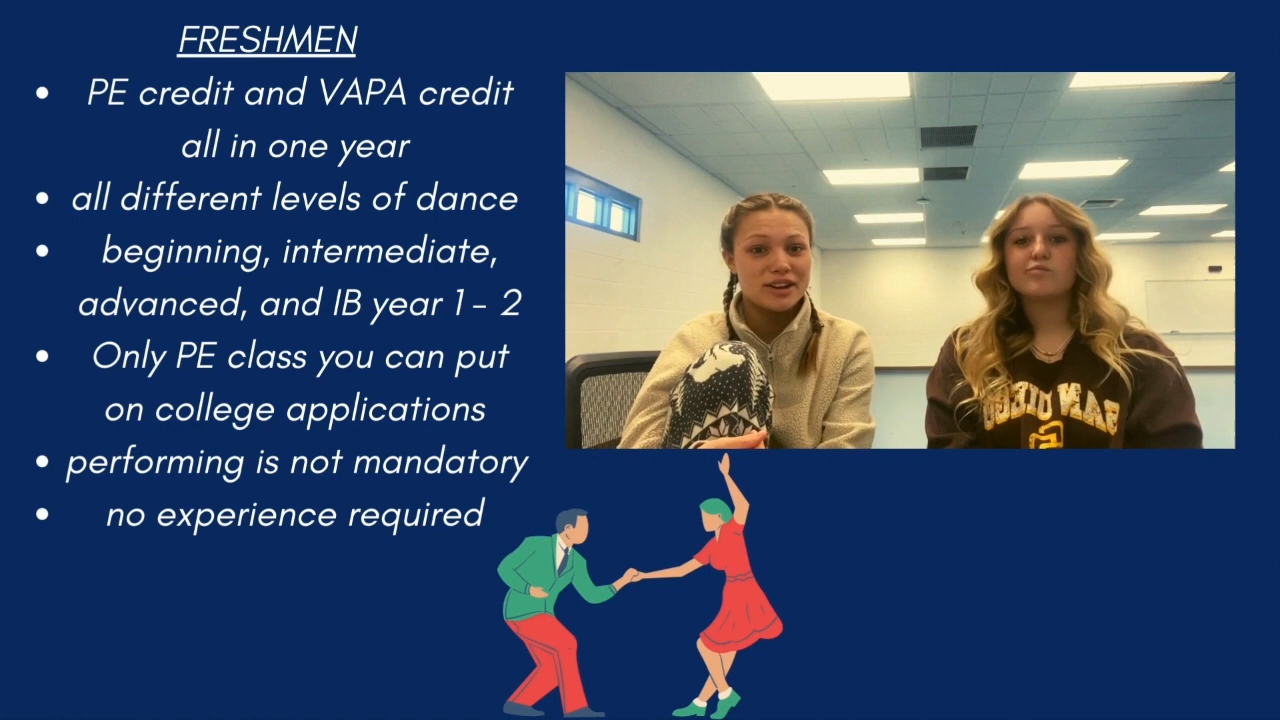 FRESHMEN
• PE credit and VAPA credit
all in one year
• all different levels of dance
• beginning, intermediate,
advanced, and IB year 1 - 2
• Only PE class you can put
on college applications
• performing is not mandatory
• no experience required
SAN DIEGO
SD